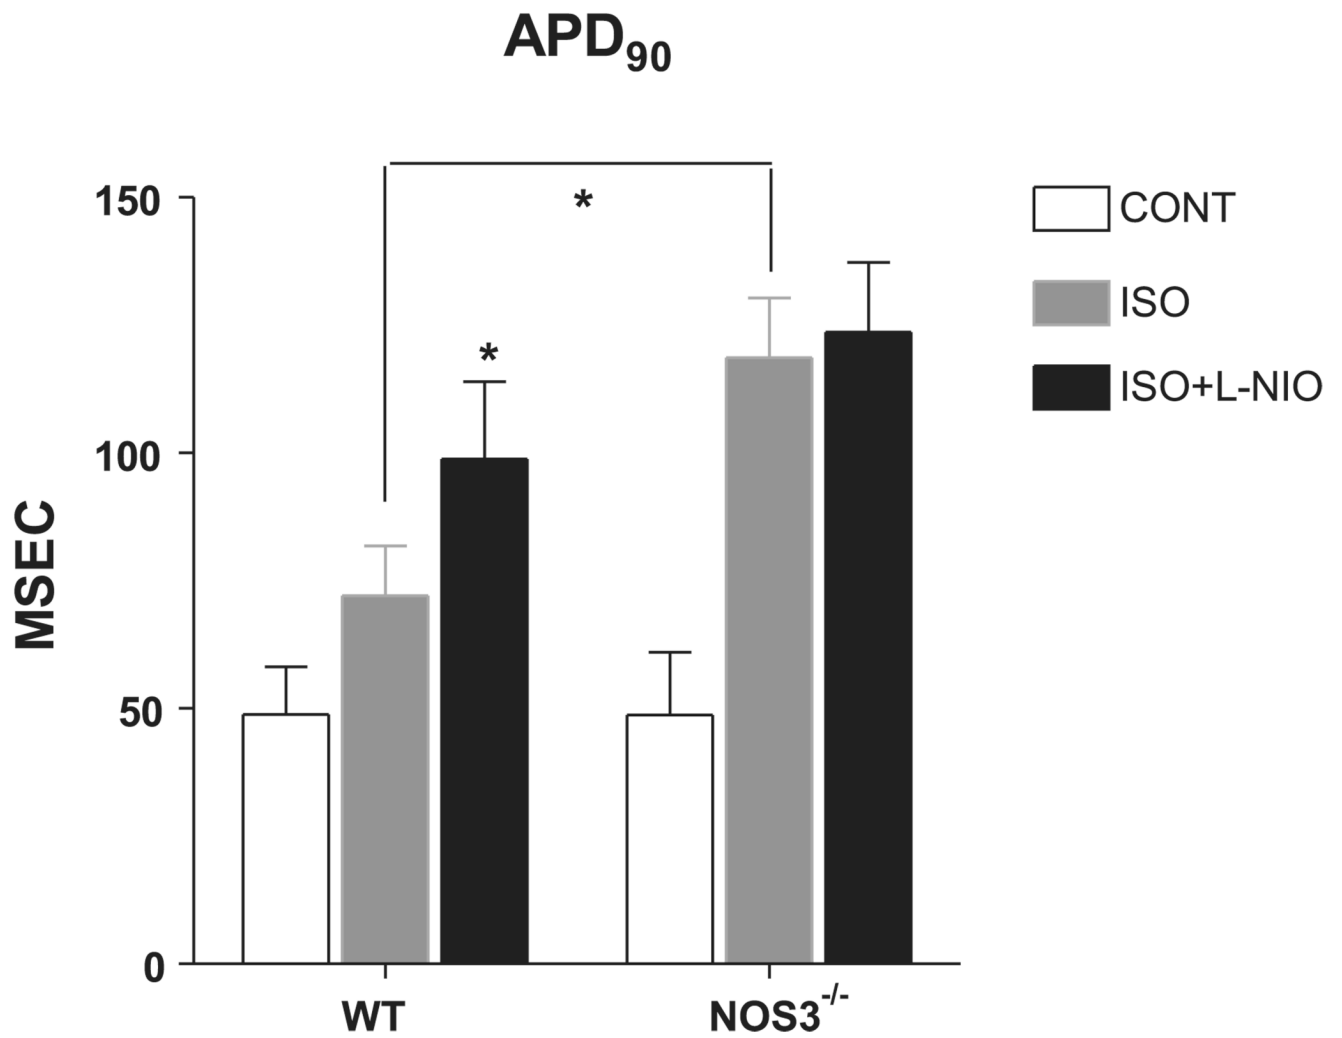 APD90
150
100
50
0
MSEC
*
*
WT
NOS3-/-
CONT
ISO
ISO+L-NIO